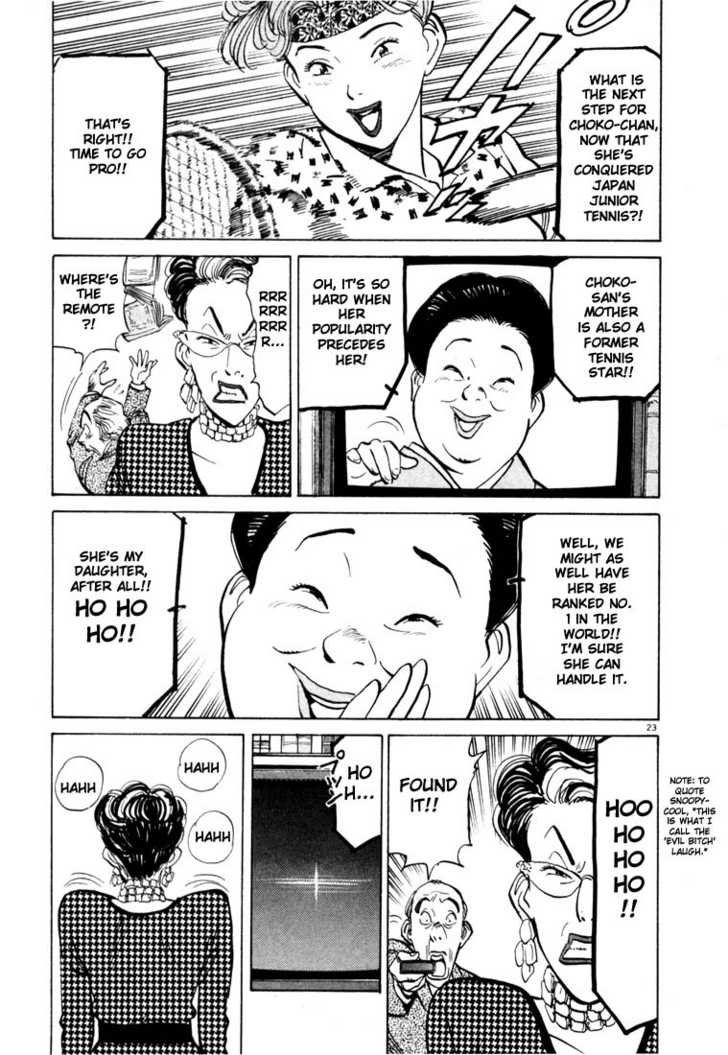 WHAT IS
THE NEXT
STEP FOR
CHOKO-CHAN,
NOW THAT
SHE'S
CONQUERED
JAPAN
JUNIOR
TENNIS?!
THAT'S
RIGHT!!
TIME TO GO
PRO!!
CHOKO-
SAN'S
MOTHER
IS ALSO A
FORMER
TENNIS
STAR!!
OH, IT'S SO
HARD WHEN
HER
POPULARITY
PRECEDES
HER!
RRR
RRR
RRR
R...
WHERE'S
THE
REMOTE
?!
WELL, WE
MIGHT AS
WELL HAVE
HER BE
RANKED NO.
1 IN THE
WORLD!!
I'M SURE
SHE CAN
HANDLE IT.
SHE'S MY
DAUGHTER,
AFTER ALL!!
HO HO
HO!!
23
NOTE: TO
QUOTE
SNOOPY-
COOL, "THIS
IS WHAT I
CALL THE
'EVIL BITCH'
LAUGH."
HOO
HO
HO
HO
!!
FOUND
IT!!
HO
H...
プッ
HAHH
HAHH
HAHH